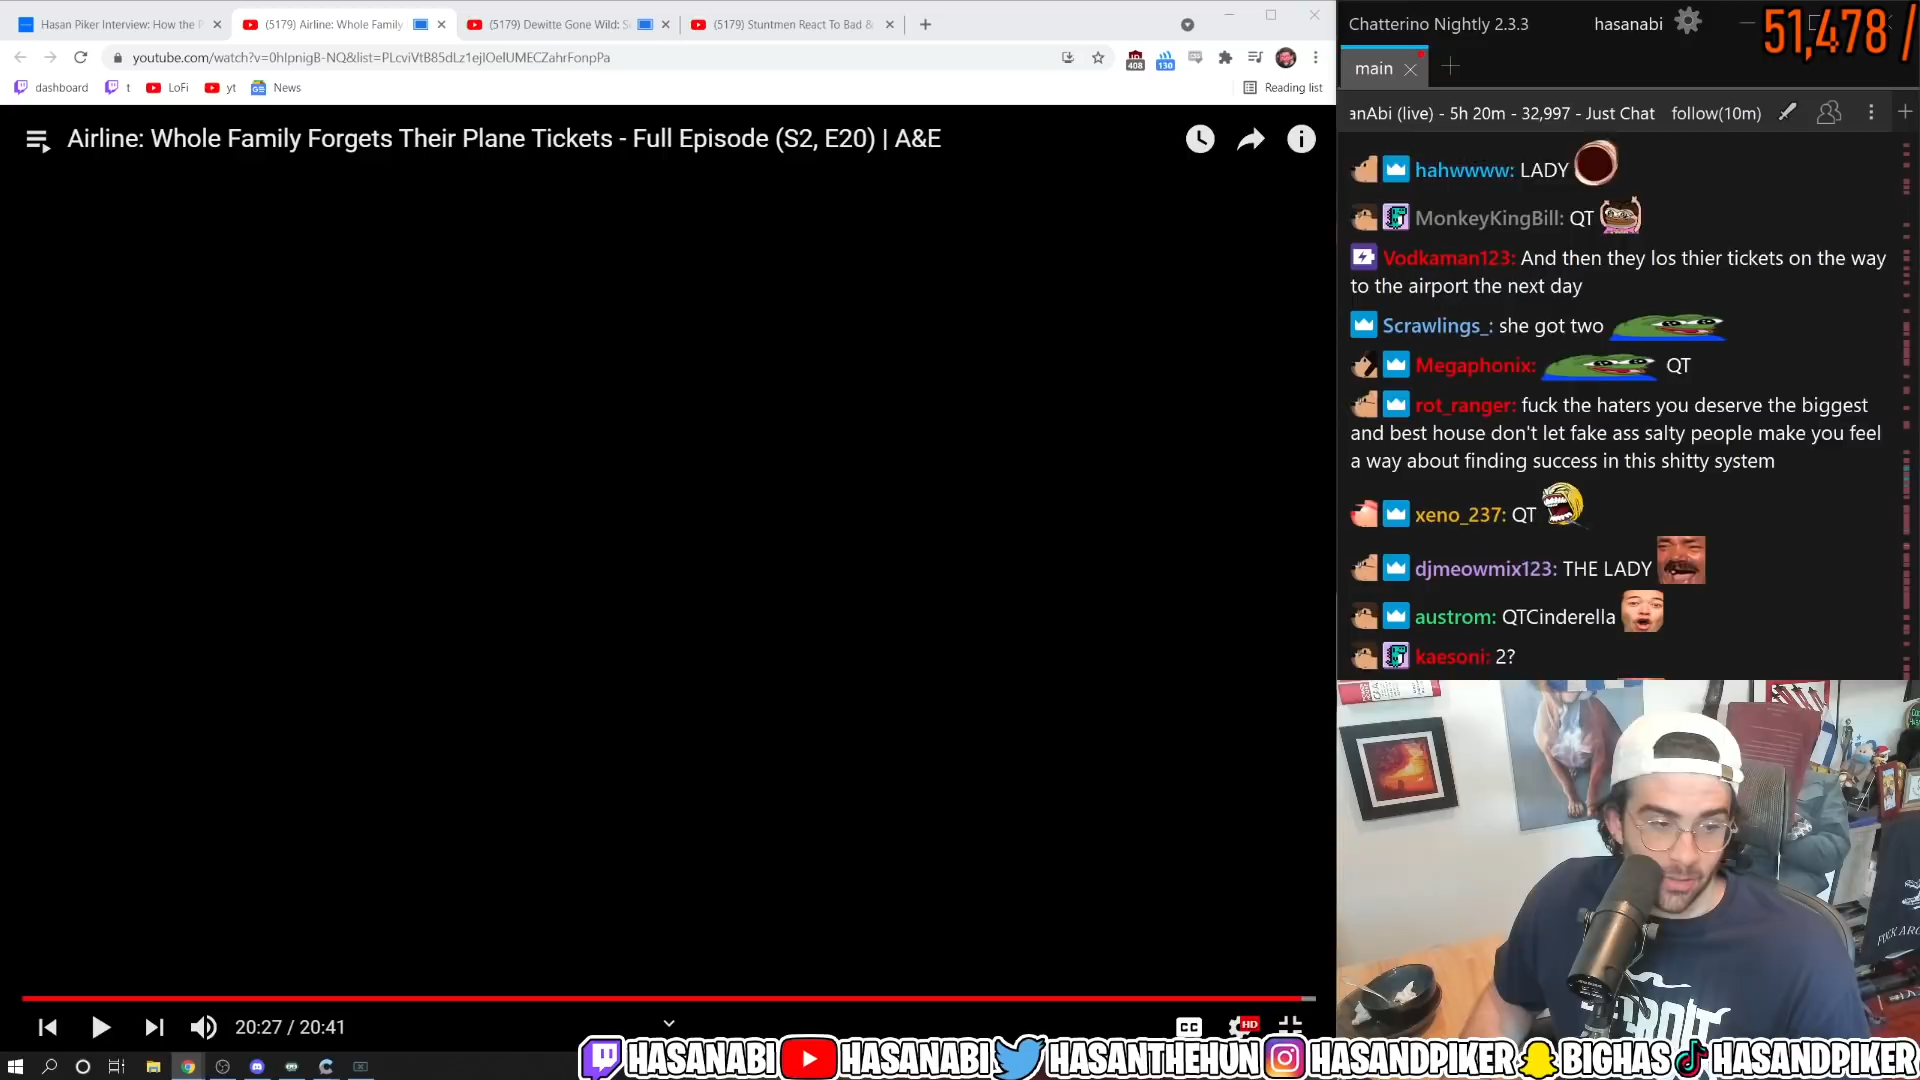 Hasan Piker Interview: How the P
(5179) Airline: Whole Family
(5179) Dewitte Gone Wild: S
(5179) Stuntmen React To Bad &
youtube.com/watch?v=0hIpnigB-NQ&list=PLcviVtB85dLz1ejIOelUMECZahrFonpPa
408
130
dashboard
t
LoFi
yt
News
Reading list
Airline: Whole Family Forgets Their Plane Tickets - Full Episode (S2, E20) | A&E
20:27 / 20:41
CC
HD
Chatterino Nightly 2.3.3
hasanabi
51,478 /
main
anAbi (live) - 5h 20m - 32,997 - Just Chat
follow(10m)
hahwwww: LADY
MonkeyKingBill: QT
Vodkaman123: And then they los thier tickets on the way
to the airport the next day
Scrawlings_: she got two
Megaphonix: QT
rot_ranger: fuck the haters you deserve the biggest
and best house don't let fake ass salty people make you feel
a way about finding success in this shitty system
xeno_237: QT
djmeowmix123: THE LADY
austrom: QTCinderella
kaesoni: 2?
HASANABI
HASANABI
HASANTHEHUN
HASANDPIKER
BIGHAS
HASANDPIKER